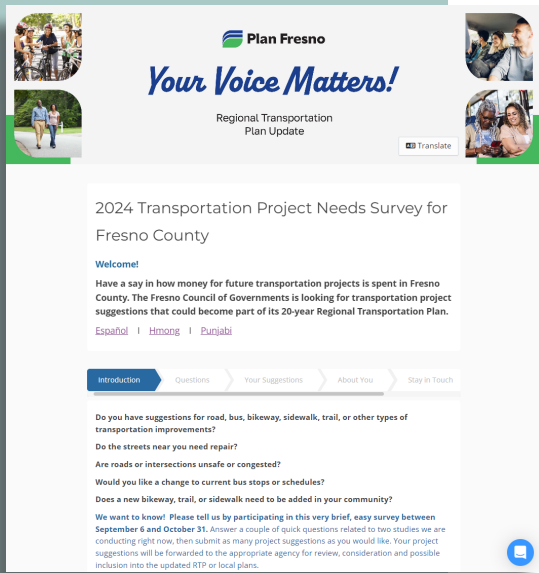 Plan Fresno
Your Voice Matters!
Regional Transportation
Plan Update
Translate
2024 Transportation Project Needs Survey for
Fresno County
Welcome!
Have a say in how money for future transportation projects is spent in Fresno
County. The Fresno Council of Governments is looking for transportation project
suggestions that could become part of its 20-year Regional Transportation Plan.
Español | Hmong | Punjabi
Introduction Questions Your Suggestions About You Stay in Touch
Do you have suggestions for road, bus, bikeway, sidewalk, trail, or other types of
transportation improvements?
Do the streets near you need repair?
Are roads or intersections unsafe or congested?
Would you like a change to current bus stops or schedules?
Does a new bikeway, trail, or sidewalk need to be added in your community?
We want to know! Please tell us by participating in this very brief, easy survey between
September 6 and October 31. Answer a couple of quick questions related to two studies we are
conducting right now, then submit as many project suggestions as you would like. Your project
suggestions will be forwarded to the appropriate agency for review, consideration and possible
inclusion into the updated RTP or local plans.